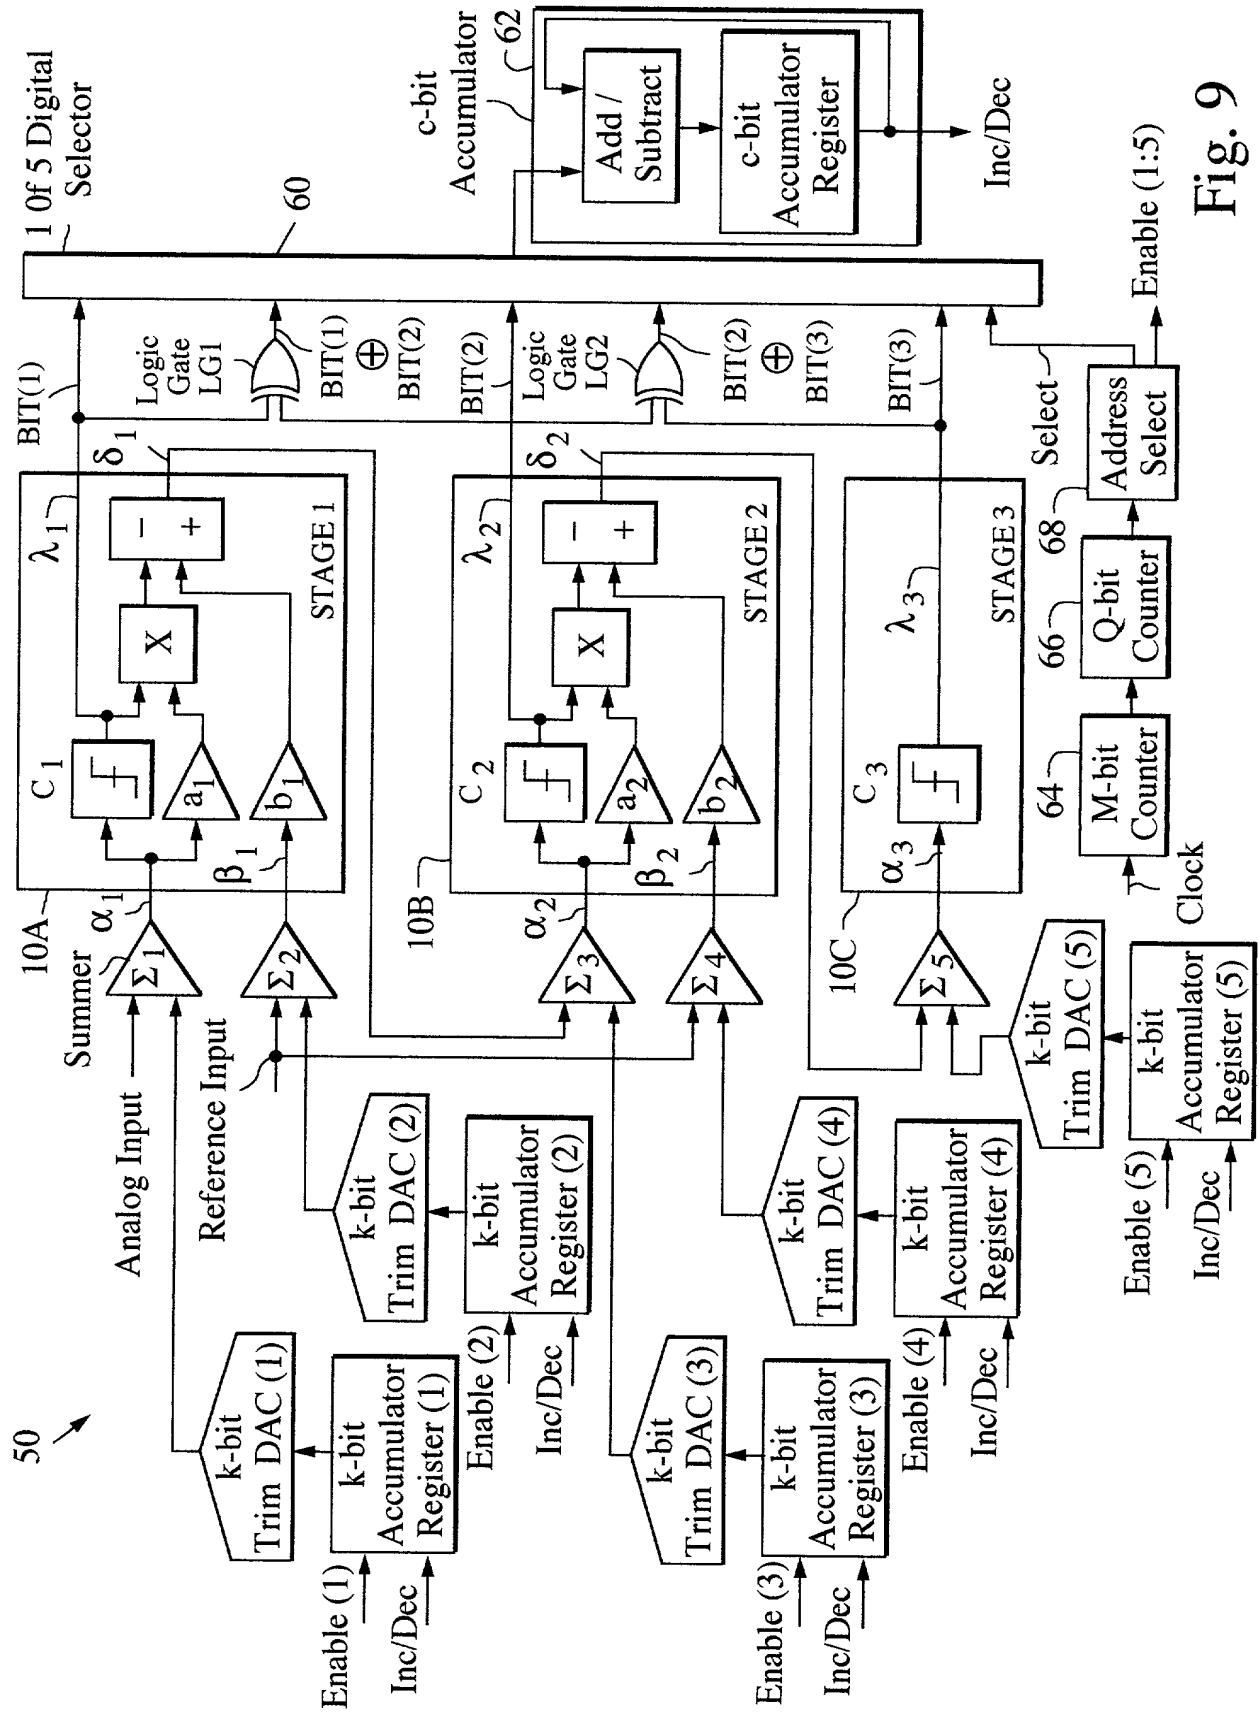 50
Analog Input
Summer
Σ1
α1
10A
C1
a1
X
λ1
−
+
δ1
BIT(1)
STAGE 1
Reference Input
Σ2
β1
b1
k-bit
Trim DAC (1)
k-bit
Accumulator
Register (1)
Enable (1)
Inc/Dec
k-bit
Trim DAC (2)
k-bit
Accumulator
Register (2)
Enable (2)
Inc/Dec
Logic
Gate
LG1
BIT(1)
⊕
BIT(2)
1 0f 5 Digital
Selector
60
10B
Σ3
α2
C2
a2
X
λ2
−
+
δ2
BIT(2)
STAGE 2
Σ4
β2
b2
k-bit
Trim DAC (3)
k-bit
Accumulator
Register (3)
Enable (3)
Inc/Dec
k-bit
Trim DAC (4)
k-bit
Accumulator
Register (4)
Enable (4)
Inc/Dec
Logic
Gate
LG2
BIT(2)
⊕
BIT(3)
c-bit
Accumulator
62
Add /
Subtract
c-bit
Accumulator
Register
Inc/Dec
10C
Σ5
α3
C3
λ3
BIT(3)
STAGE 3
k-bit
Trim DAC (5)
k-bit
Accumulator
Register (5)
Enable (5)
Inc/Dec
Clock
64
M-bit
Counter
66
Q-bit
Counter
68
Address
Select
Select
Enable (1:5)
Fig. 9